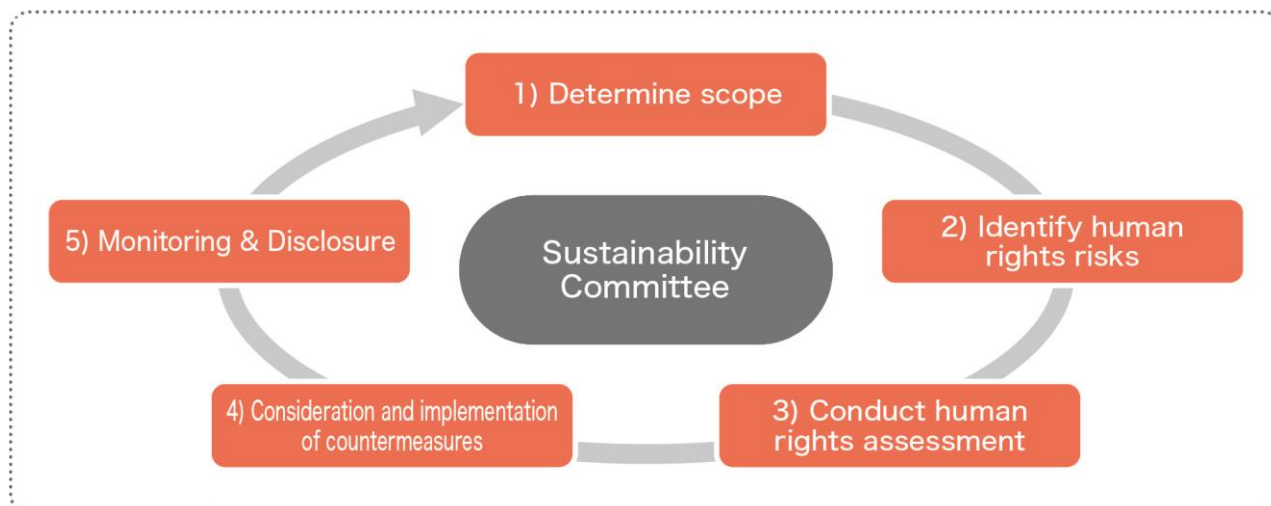 1) Determine scope
2) Identify human
rights risks
3) Conduct human
rights assessment
4) Consideration and implementation
of countermeasures
5) Monitoring & Disclosure
Sustainability
Committee